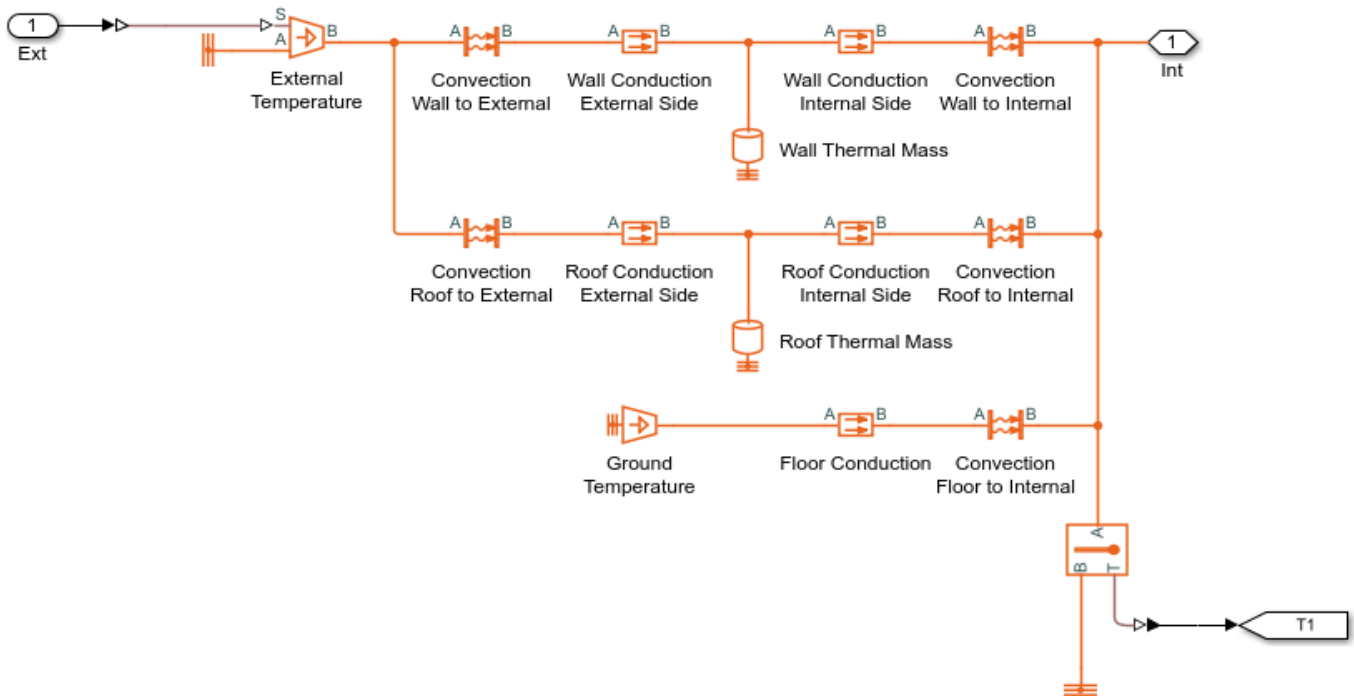 1
Ext
S
A
B
External
Temperature
A
B
Convection
Wall to External
A
B
Wall Conduction
External Side
A
B
Wall Conduction
Internal Side
A
B
Convection
Wall to Internal
1
Int
Wall Thermal Mass
A
B
Convection
Roof to External
A
B
Roof Conduction
External Side
A
B
Roof Conduction
Internal Side
A
B
Convection
Roof to Internal
Roof Thermal Mass
Ground
Temperature
A
B
Floor Conduction
A
B
Convection
Floor to Internal
A
B
T
T1